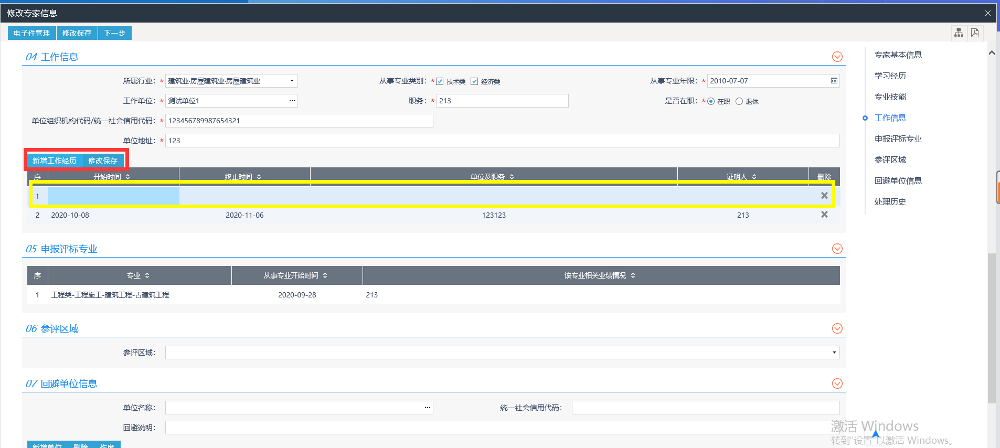 修改专家信息
电子件管理 修改保存 下一步
04 工作信息
所属行业: * 建筑业·房屋建筑业·房屋建筑业 从事专业类别: * 技术类 经济类 从事专业年限: * 2010-07-07
工作单位: * 测试单位1 职务: * 213 是否在职: * 在职 退休
单位组织机构代码/统一社会信用代码: * 123456789987654321
单位地址: * 123
新增工作经历 修改保存
序 开始时间 终止时间 单位及职务 证明人 删除
1
2 2020-10-08 2020-11-06 123123 213
05 申报评标专业
序 专业 从事专业开始时间 该专业相关业绩情况
1 工程类-工程施工-建筑工程-古建筑工程 2020-09-28 213
06 参评区域
参评区域:
07 回避单位信息
单位名称: 统一社会信用代码:
回避说明:
新增单位 删除 作废
专家基本信息
学习经历
专业技能
工作信息
申报评标专业
参评区域
回避单位信息
处理历史
激活 Windows
转到"设置"以激活 Windows。